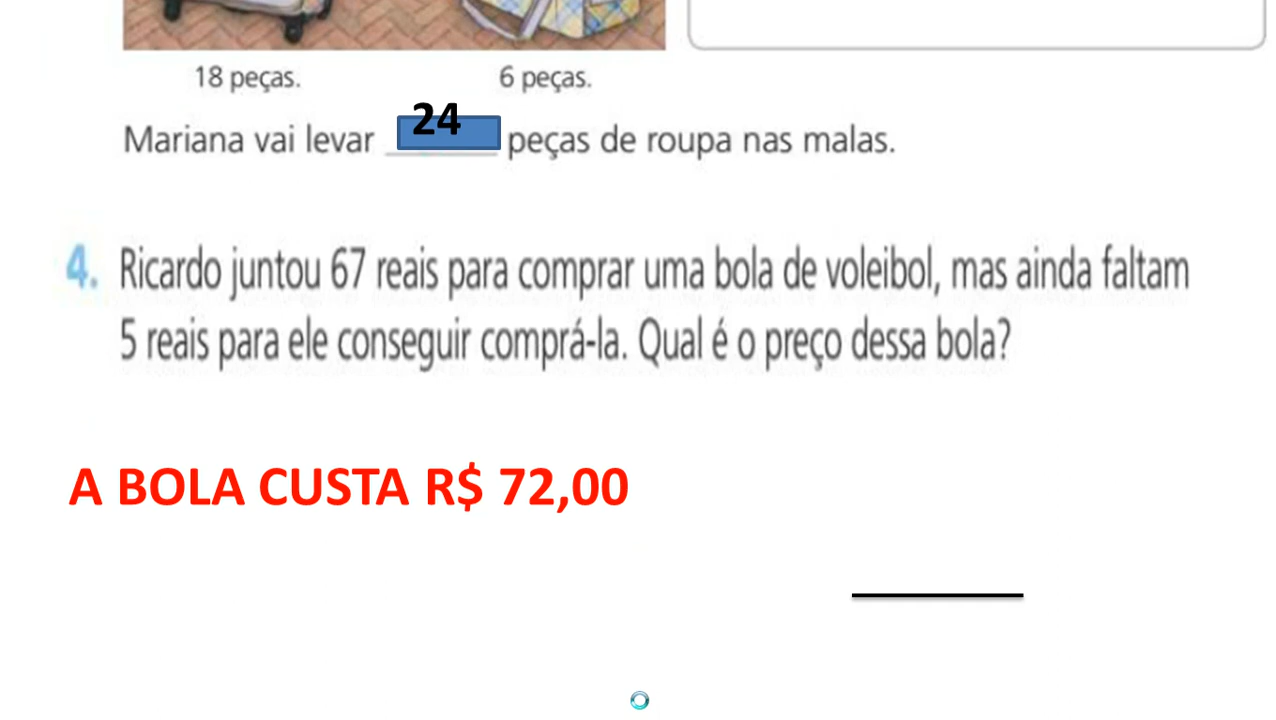 18 peças. 6 peças.
Mariana vai levar 24 peças de roupa nas malas.
4. Ricardo juntou 67 reais para comprar uma bola de voleibol, mas ainda faltam
5 reais para ele conseguir comprá-la. Qual é o preço dessa bola?
A BOLA CUSTA R$ 72,00